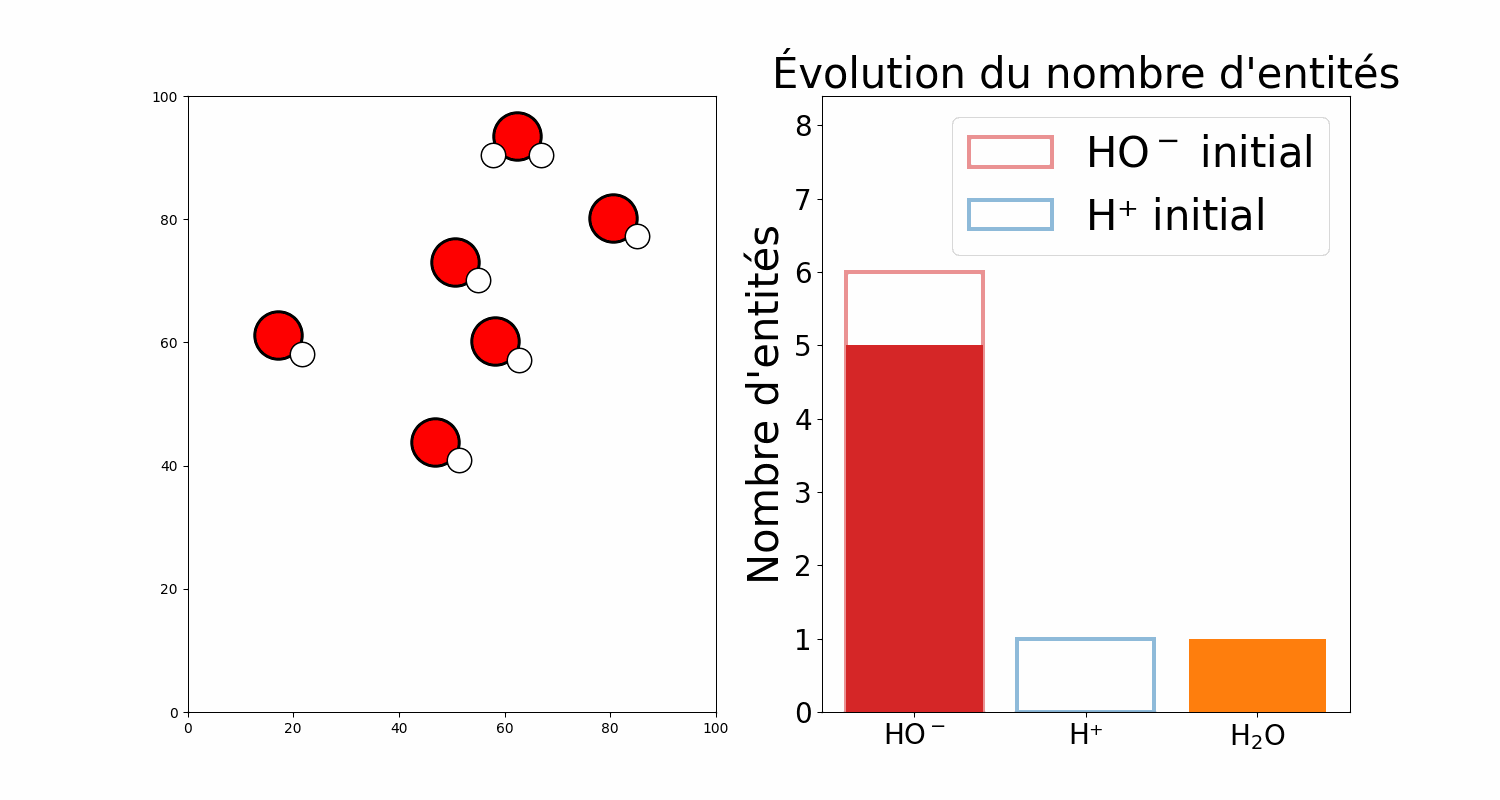 100
80
60
40
20
0
0 20 40 60 80 100
Évolution du nombre d'entités
HO⁻ initial
H⁺ initial
Nombre d'entités
8
7
6
5
4
3
2
1
0
HO⁻ H⁺ H₂O